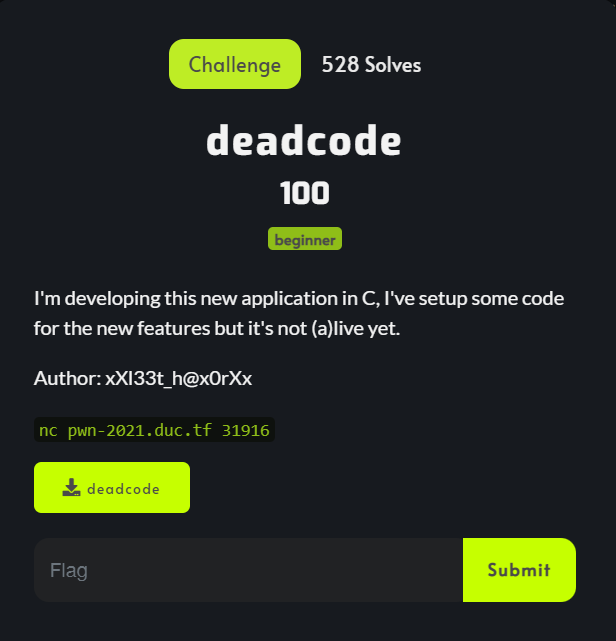 Challenge
528 Solves
deadcode
100
beginner
I'm developing this new application in C, I've setup some code
for the new features but it's not (a)live yet.
Author: xXl33t_h@x0rXx
nc pwn-2021.duc.tf 31916
deadcode
Flag
Submit